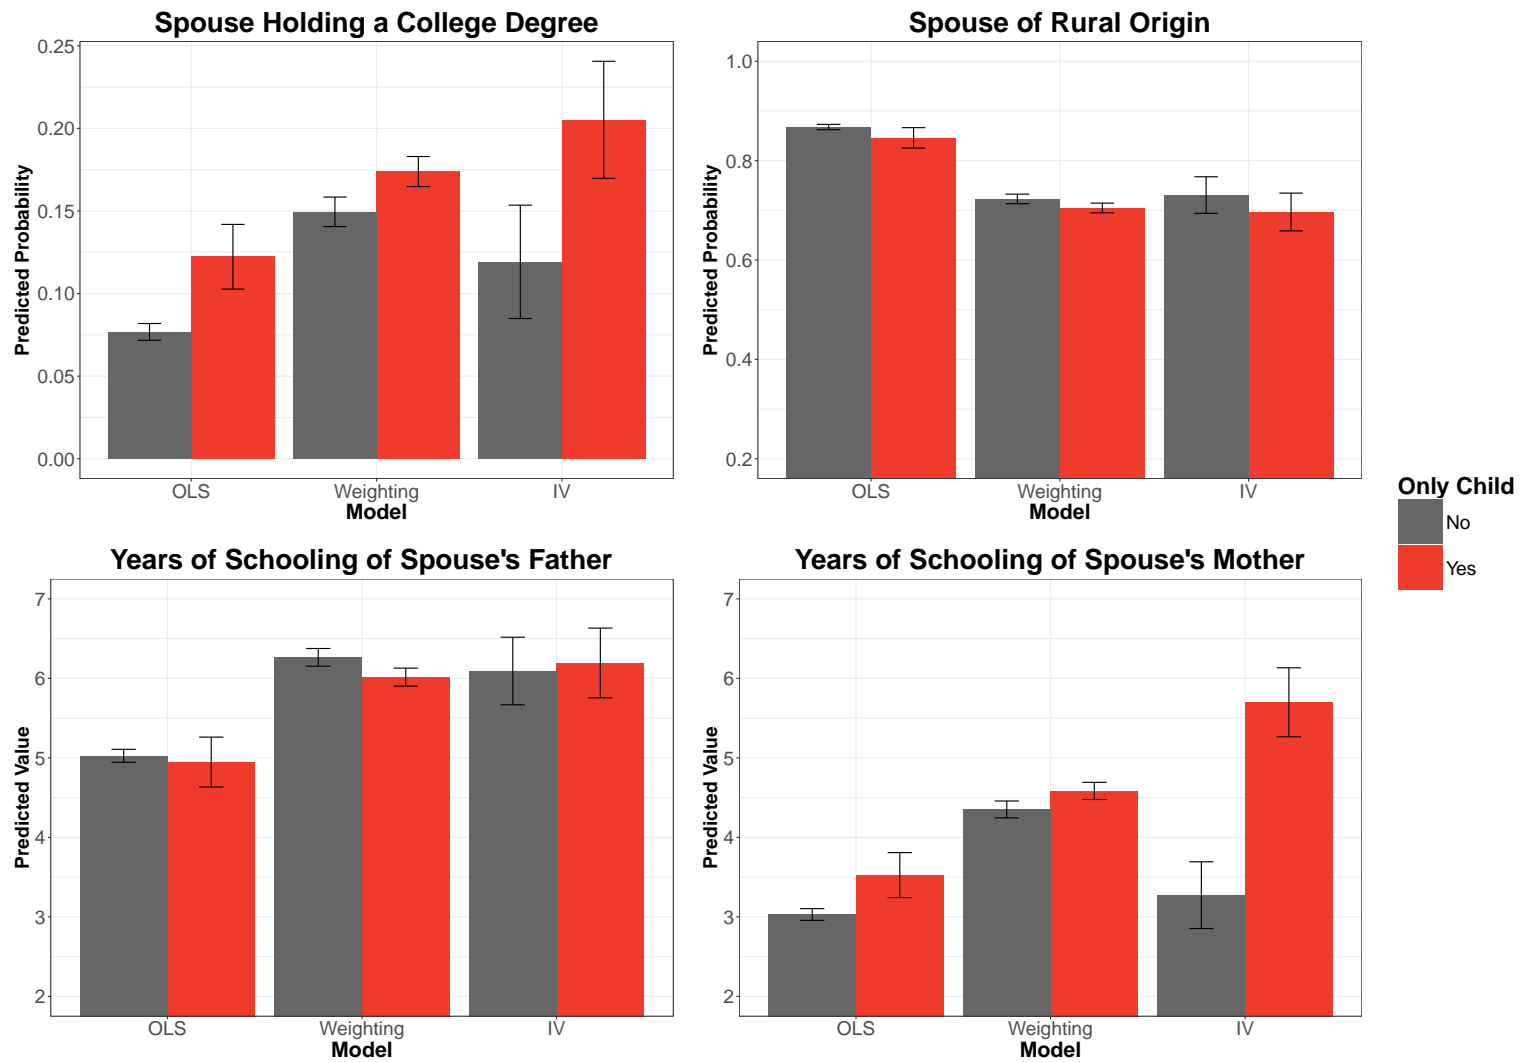 Spouse Holding a College Degree
Predicted Probability
0.25
0.20
0.15
0.10
0.05
0.00
OLS Weighting IV
Model
Spouse of Rural Origin
Predicted Probability
1.0
0.8
0.6
0.4
0.2
OLS Weighting IV
Model
Years of Schooling of Spouse's Father
Predicted Value
7
6
5
4
3
2
OLS Weighting IV
Model
Years of Schooling of Spouse's Mother
Predicted Value
7
6
5
4
3
2
OLS Weighting IV
Model
Only Child
No
Yes